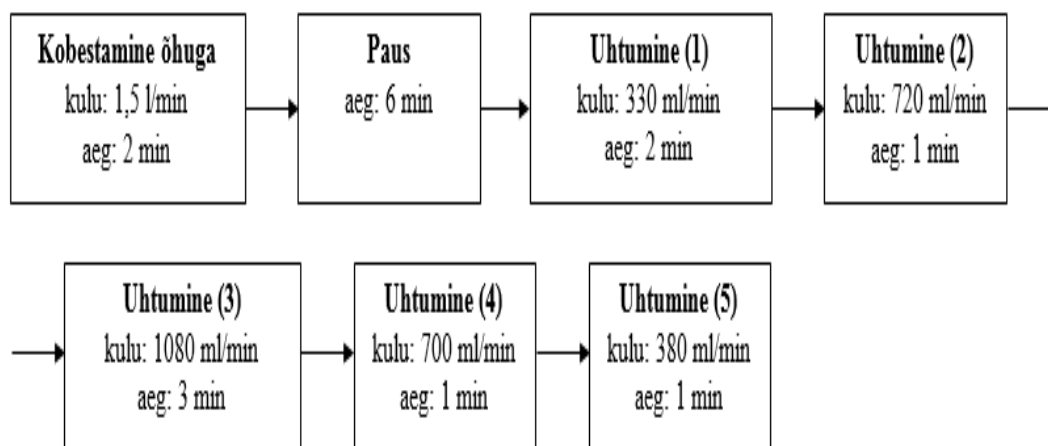 Kobestamine õhuga
kulu: 1,5 l/min
aeg: 2 min
Paus
aeg: 6 min
Uhtumine (1)
kulu: 330 ml/min
aeg: 2 min
Uhtumine (2)
kulu: 720 ml/min
aeg: 1 min
Uhtumine (3)
kulu: 1080 ml/min
aeg: 3 min
Uhtumine (4)
kulu: 700 ml/min
aeg: 1 min
Uhtumine (5)
kulu: 380 ml/min
aeg: 1 min